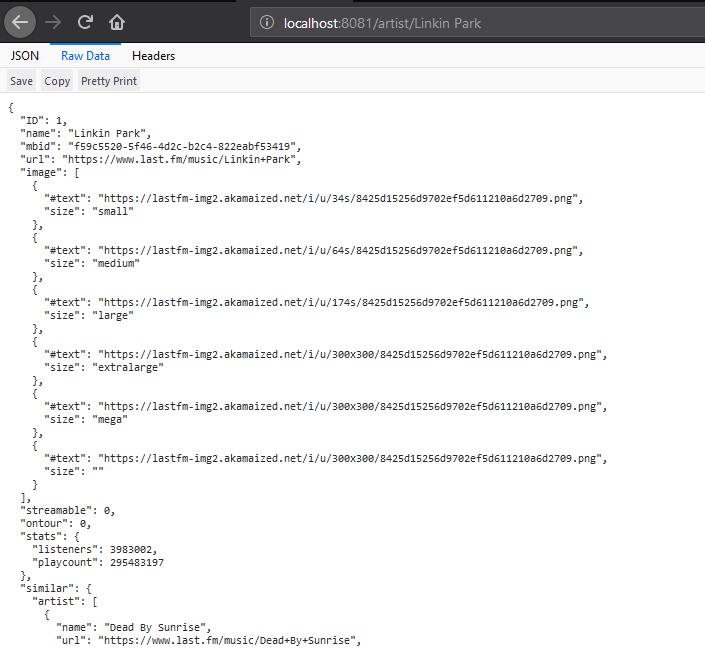 localhost:8081/artist/Linkin Park
JSON Raw Data Headers
Save Copy Pretty Print
{
"ID": 1,
"name": "Linkin Park",
"mbid": "f59c5520-5f46-4d2c-b2c4-822eabf53419",
"url": "https://www.last.fm/music/Linkin+Park",
"image": [
{
"#text": "https://lastfm-img2.akamaized.net/i/u/34s/8425d15256d9702ef5d611210a6d2709.png",
"size": "small"
},
{
"#text": "https://lastfm-img2.akamaized.net/i/u/64s/8425d15256d9702ef5d611210a6d2709.png",
"size": "medium"
},
{
"#text": "https://lastfm-img2.akamaized.net/i/u/174s/8425d15256d9702ef5d611210a6d2709.png",
"size": "large"
},
{
"#text": "https://lastfm-img2.akamaized.net/i/u/300x300/8425d15256d9702ef5d611210a6d2709.png",
"size": "extralarge"
},
{
"#text": "https://lastfm-img2.akamaized.net/i/u/300x300/8425d15256d9702ef5d611210a6d2709.png",
"size": "mega"
},
{
"#text": "https://lastfm-img2.akamaized.net/i/u/300x300/8425d15256d9702ef5d611210a6d2709.png",
"size": ""
}
],
"streamable": 0,
"ontour": 0,
"stats": {
"listeners": 3983002,
"playcount": 295483197
},
"similar": {
"artist": [
{
"name": "Dead By Sunrise",
"url": "https://www.last.fm/music/Dead+By+Sunrise",